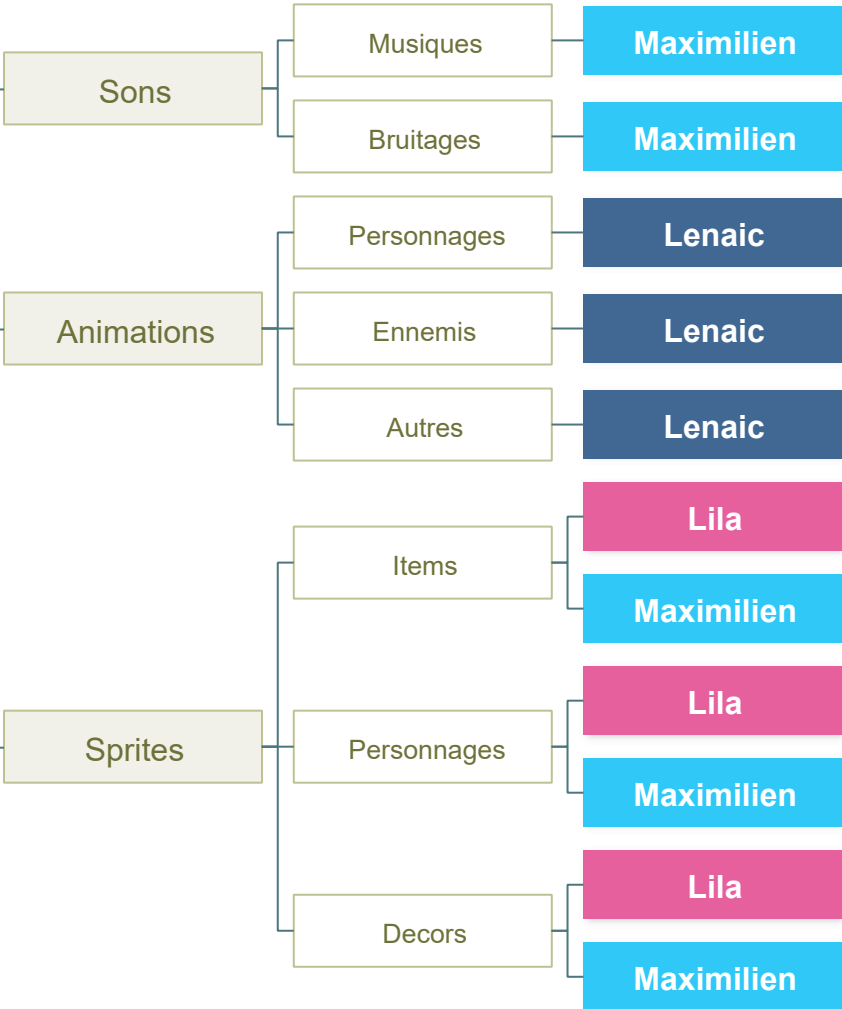 Sons
Musiques
Maximilien
Bruitages
Maximilien
Animations
Personnages
Lenaic
Ennemis
Lenaic
Autres
Lenaic
Sprites
Items
Lila
Maximilien
Personnages
Lila
Maximilien
Decors
Lila
Maximilien